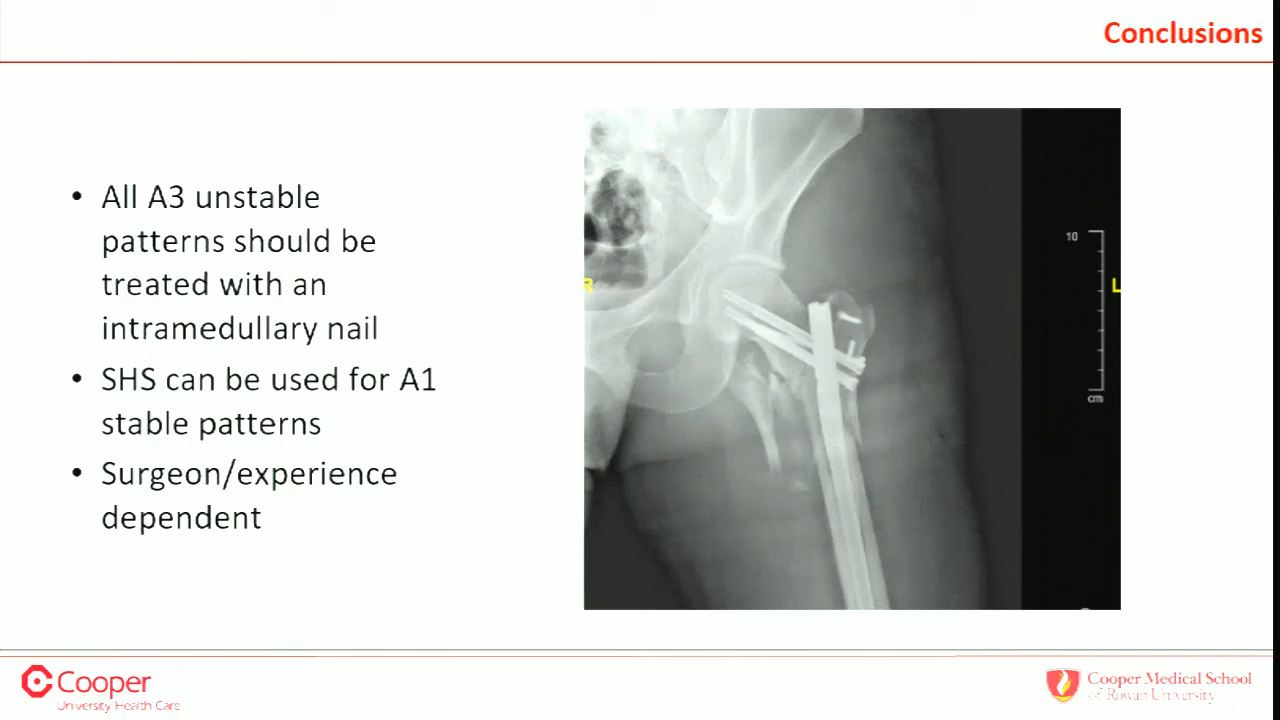 Conclusions
• All A3 unstable
patterns should be
treated with an
intramedullary nail
• SHS can be used for A1
stable patterns
• Surgeon/experience
dependent
R
10
L
cm
Cooper
University Health Care
Cooper Medical School
of Rowan University